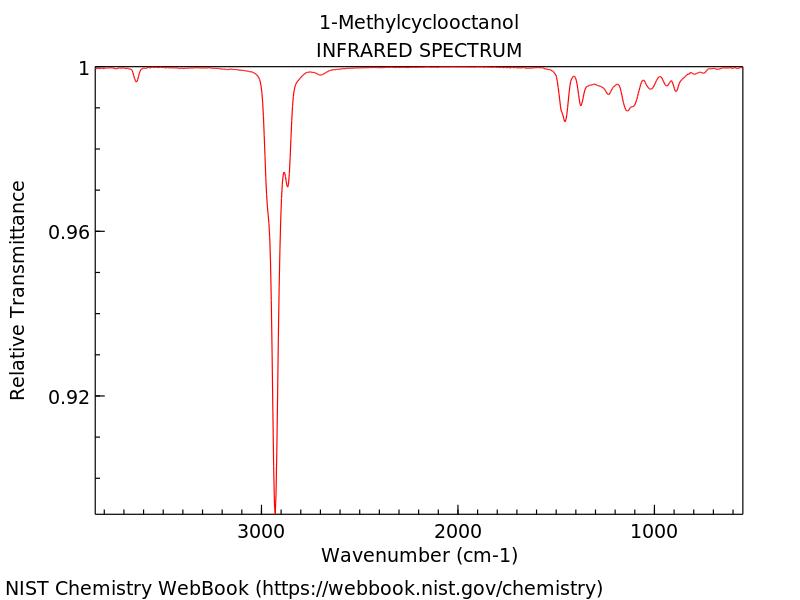 1-Methylcyclooctanol
INFRARED SPECTRUM
1
0.96
0.92
Relative Transmittance
3000 2000 1000
Wavenumber (cm-1)
NIST Chemistry WebBook (https://webbook.nist.gov/chemistry)